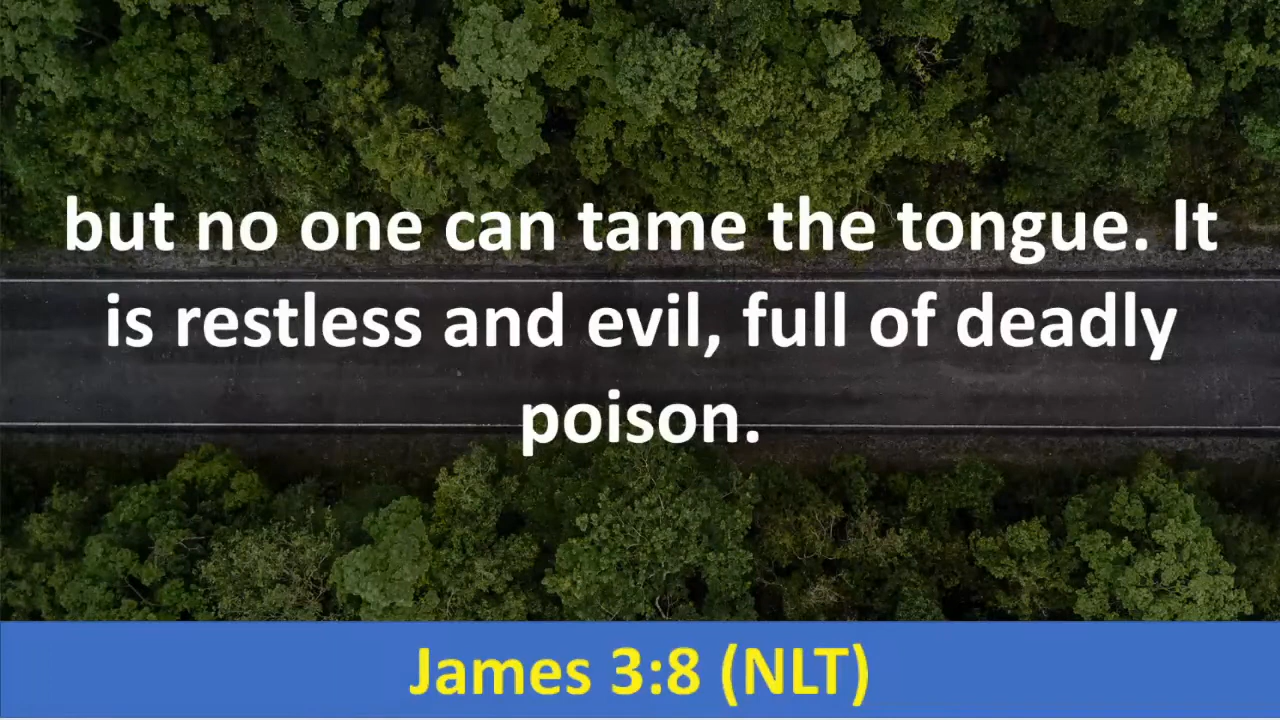 but no one can tame the tongue. It
is restless and evil, full of deadly
poison.
James 3:8 (NLT)